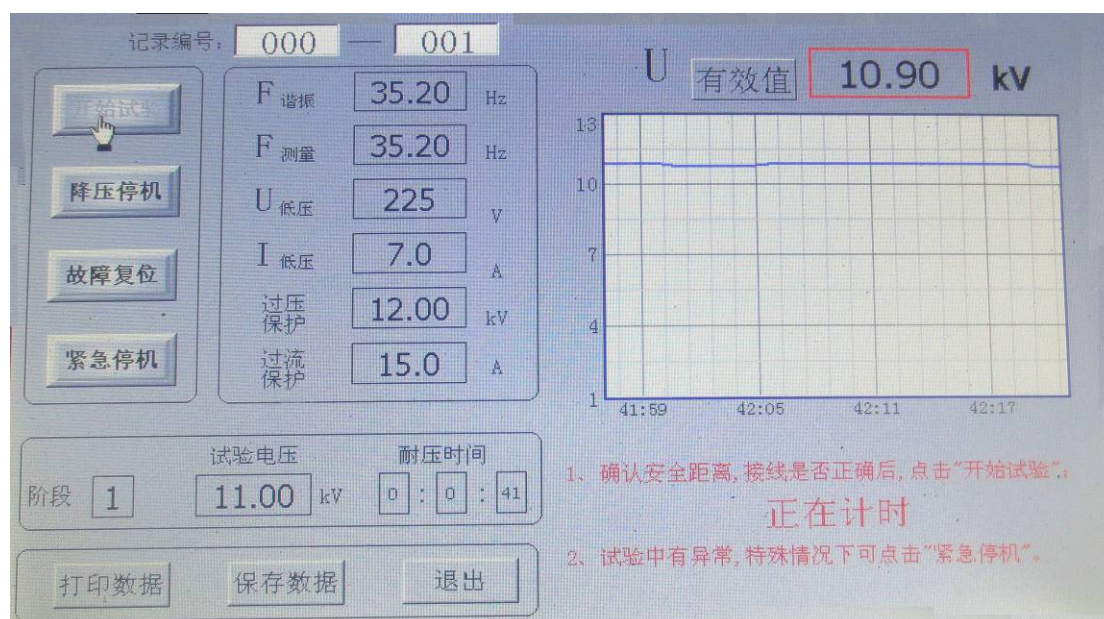 记录编号: 000 — 001
U 有效值 10.90 kV
开始试验
降压停机
故障复位
紧急停机
F 谐振 35.20 Hz
F 测量 35.20 Hz
U 低压 225 V
I 低压 7.0 A
过压
保护 12.00 kV
过流
保护 15.0 A
13
10
7
4
1
41:59 42:05 42:11 42:17
试验电压 耐压时间
阶段 1 11.00 kV 0 : 0 : 41
打印数据 保存数据 退出
1、确认安全距离,接线是否正确后,点击"开始试验";
正在计时
2、试验中有异常,特殊情况下可点击"紧急停机"。